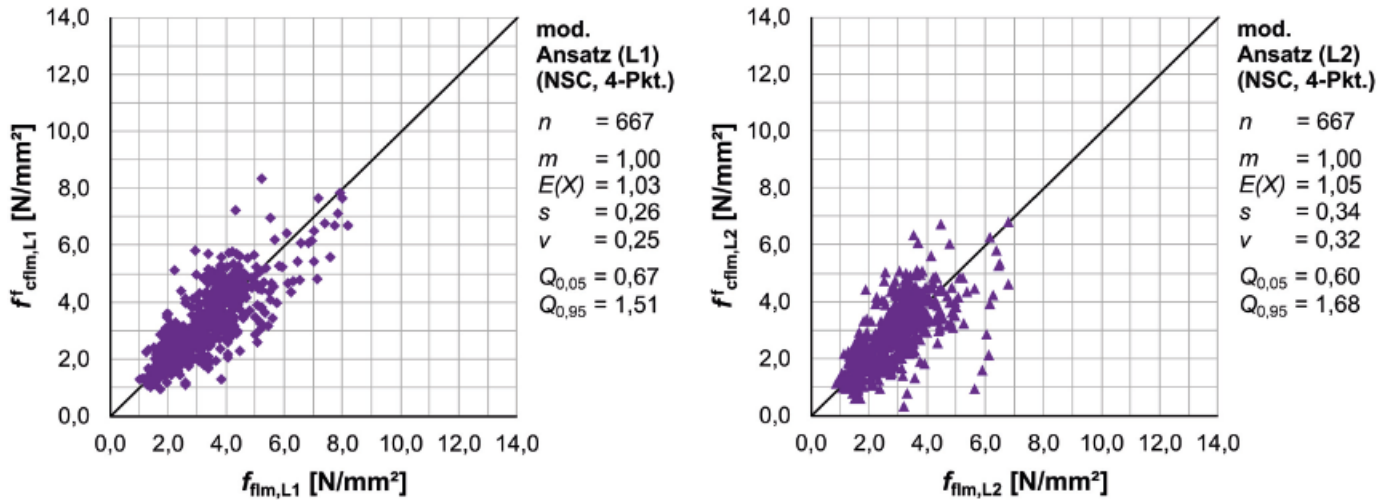 14,0
12,0
10,0
8,0
6,0
4,0
2,0
0,0
0,0 2,0 4,0 6,0 8,0 10,0 12,0 14,0
f^f_cflm,L1 [N/mm²]
f_flm,L1 [N/mm²]
mod.
Ansatz (L1)
(NSC, 4-Pkt.)
n = 667
m = 1,00
E(X) = 1,03
s = 0,26
v = 0,25
Q_0,05 = 0,67
Q_0,95 = 1,51
14,0
12,0
10,0
8,0
6,0
4,0
2,0
0,0
0,0 2,0 4,0 6,0 8,0 10,0 12,0 14,0
f^f_cflm,L2 [N/mm²]
f_flm,L2 [N/mm²]
mod.
Ansatz (L2)
(NSC, 4-Pkt.)
n = 667
m = 1,00
E(X) = 1,05
s = 0,34
v = 0,32
Q_0,05 = 0,60
Q_0,95 = 1,68